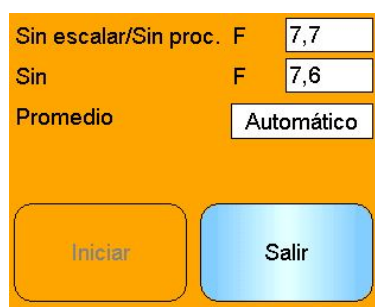 Sin escalar/Sin proc. F 7,7
Sin F 7,6
Promedio Automático
Iniciar Salir